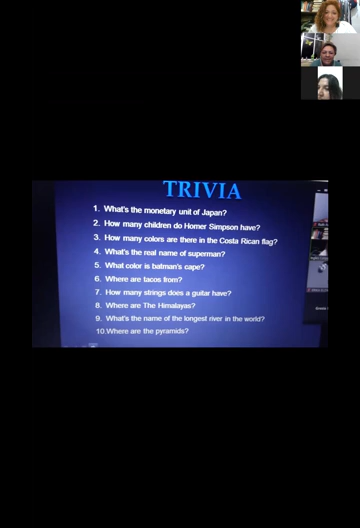 TRIVIA
1. What's the monetary unit of Japan?
2. How many children do Homer Simpson have?
3. How many colors are there in the Costa Rican flag?
4. What's the real name of superman?
5. What color is batman's cape?
6. Where are tacos from?
7. How many strings does a guitar have?
8. Where are The Himalayas?
9. What's the name of the longest river in the world?
10.Where are the pyramids?